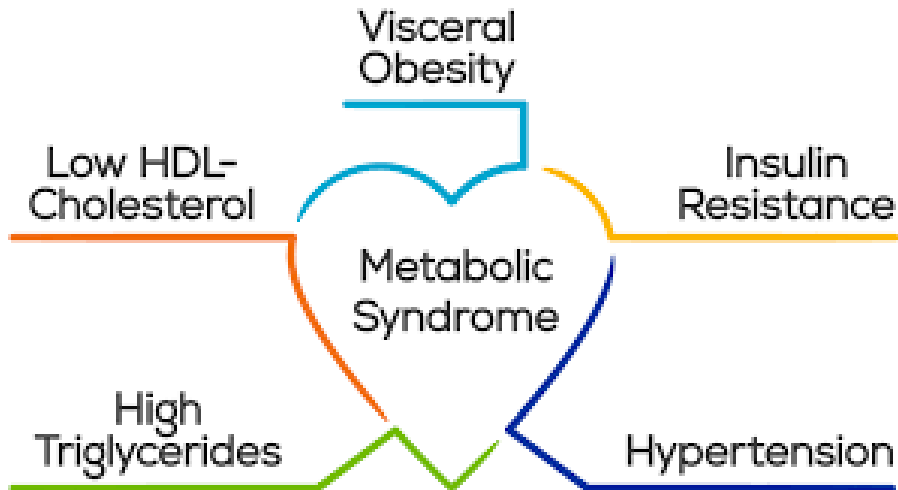 Visceral
Obesity
Low HDL-
Cholesterol
Insulin
Resistance
Metabolic
Syndrome
High
Triglycerides
Hypertension